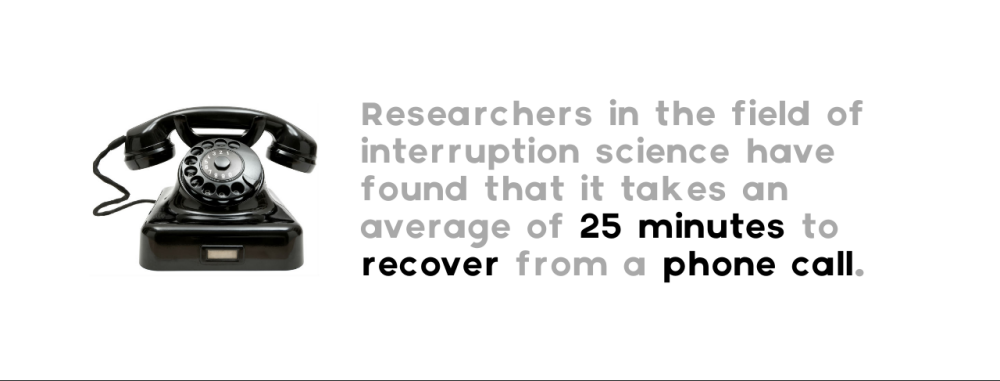 Researchers in the field of
interruption science have
found that it takes an
average of 25 minutes to
recover from a phone call.